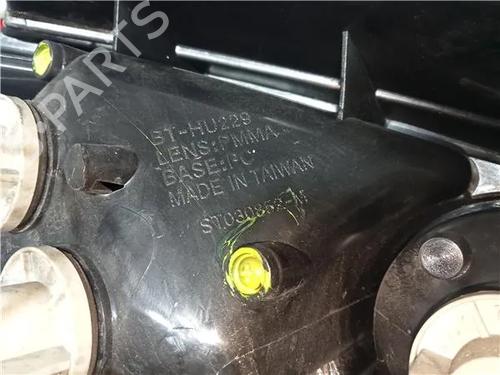 PARTS
ST-HU229
LENS:PMMA
BASE:PC
MADE IN TAIWAN